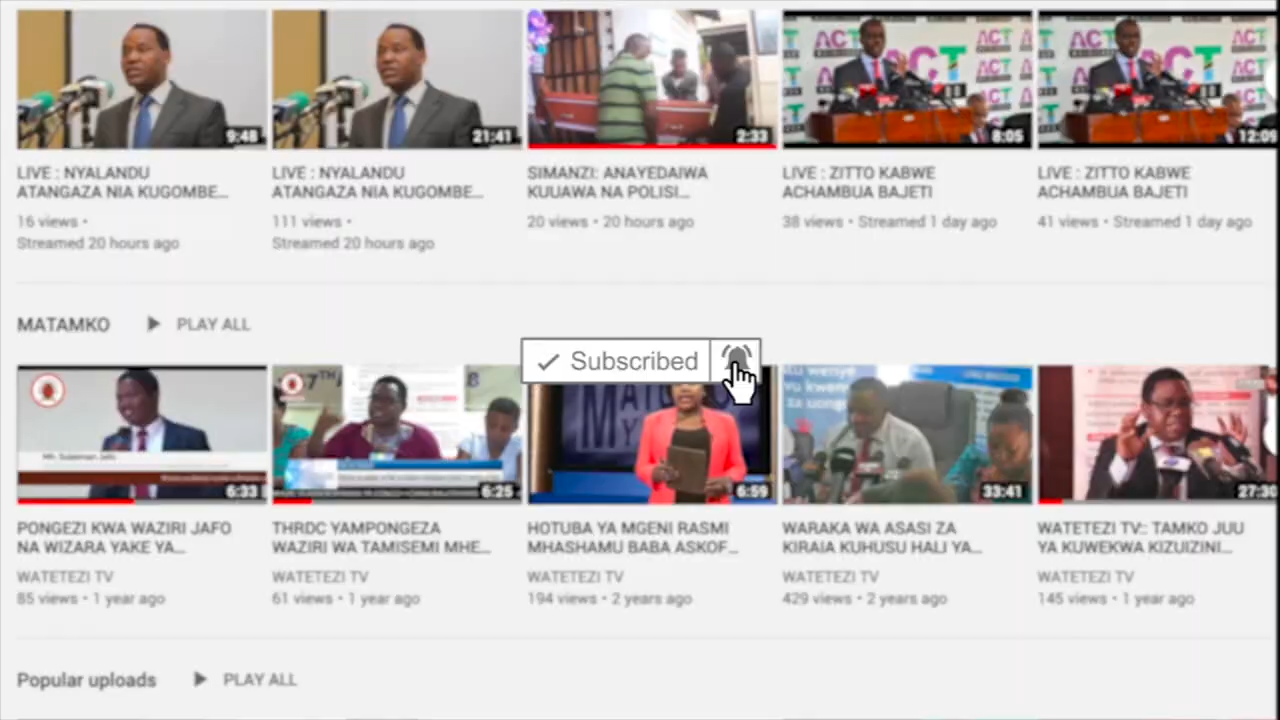 9:48
21:41
2:33
8:05
12:09
LIVE : NYALANDU
ATANGAZA NIA KUGOMBE...
16 views •
Streamed 20 hours ago
LIVE : NYALANDU
ATANGAZA NIA KUGOMBE...
111 views •
Streamed 20 hours ago
SIMANZI: ANAYEDAIWA
KUUAWA NA POLISI...
20 views • 20 hours ago
ACT
LIVE : ZITTO KABWE
ACHAMBUA BAJETI
38 views • Streamed 1 day ago
ACT
LIVE : ZITTO KABWE
ACHAMBUA BAJETI
41 views • Streamed 1 day ago
MATAMKO
PLAY ALL
Subscribed
6:33
6:25
6:59
33:41
27:30
PONGEZI KWA WAZIRI JAFO
NA WIZARA YAKE YA...
WATETEZI TV
85 views • 1 year ago
THRDC YAMPONGEZA
WAZIRI WA TAMISEMI MHE...
WATETEZI TV
61 views • 1 year ago
HOTUBA YA MGENI RASMI
MHASHAMU BABA ASKOF...
WATETEZI TV
194 views • 2 years ago
WARAKA WA ASASI ZA
KIRAIA KUHUSU HALI YA...
WATETEZI TV
429 views • 2 years ago
WATETEZI TV:: TAMKO JUU
YA KUWEKWA KIZUIZINI...
WATETEZI TV
145 views • 1 year ago
Popular uploads
PLAY ALL